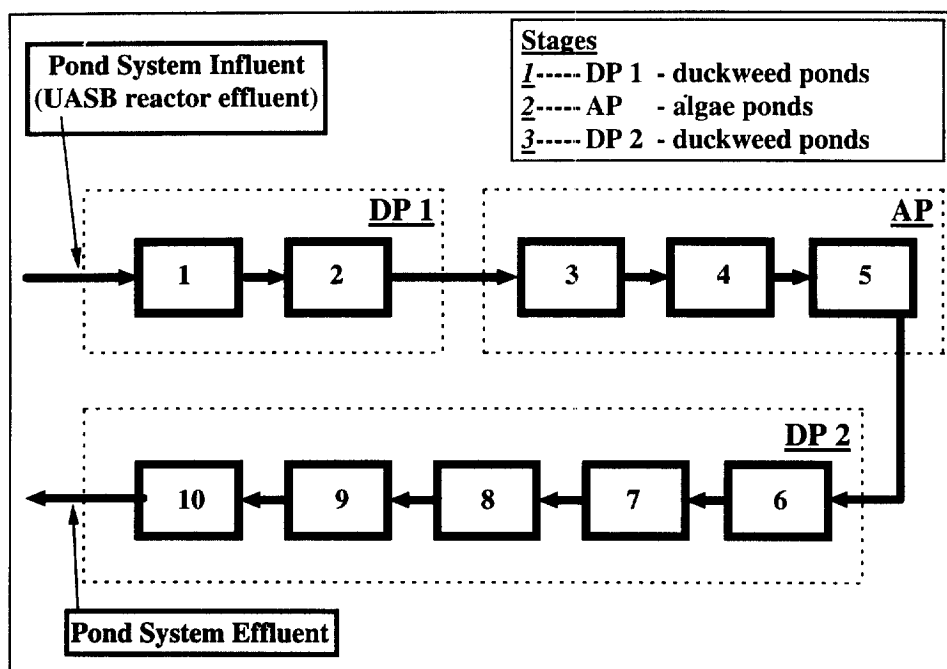 Pond System Influent
(UASB reactor effluent)
Stages
1----- DP 1 - duckweed ponds
2----- AP - algae ponds
3----- DP 2 - duckweed ponds
DP 1
AP
1
2
3
4
5
DP 2
10
9
8
7
6
Pond System Effluent